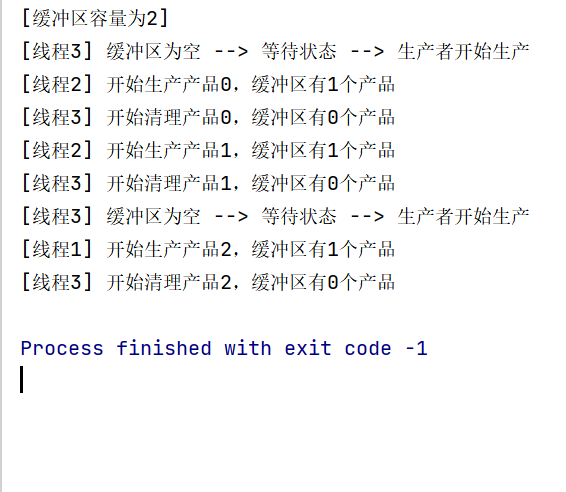 [缓冲区容量为2]
[线程3] 缓冲区为空 --> 等待状态 --> 生产者开始生产
[线程2] 开始生产产品0，缓冲区有1个产品
[线程3] 开始清理产品0，缓冲区有0个产品
[线程2] 开始生产产品1，缓冲区有1个产品
[线程3] 开始清理产品1，缓冲区有0个产品
[线程3] 缓冲区为空 --> 等待状态 --> 生产者开始生产
[线程1] 开始生产产品2，缓冲区有1个产品
[线程3] 开始清理产品2，缓冲区有0个产品
Process finished with exit code -1